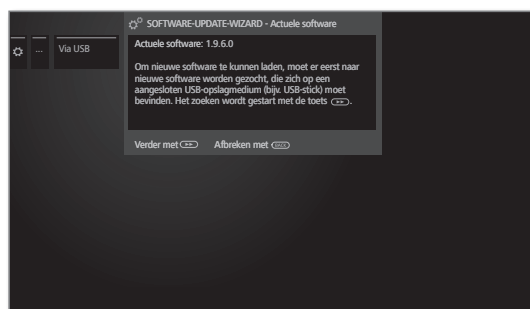 SOFTWARE-UPDATE-WIZARD - Actuele software
... Via USB
Actuele software: 1.9.6.0
Om nieuwe software te kunnen laden, moet er eerst naar
nieuwe software worden gezocht, die zich op een
aangesloten USB-opslagmedium (bijv. USB-stick) moet
bevinden. Het zoeken wordt gestart met de toets .
Verder met Afbreken met